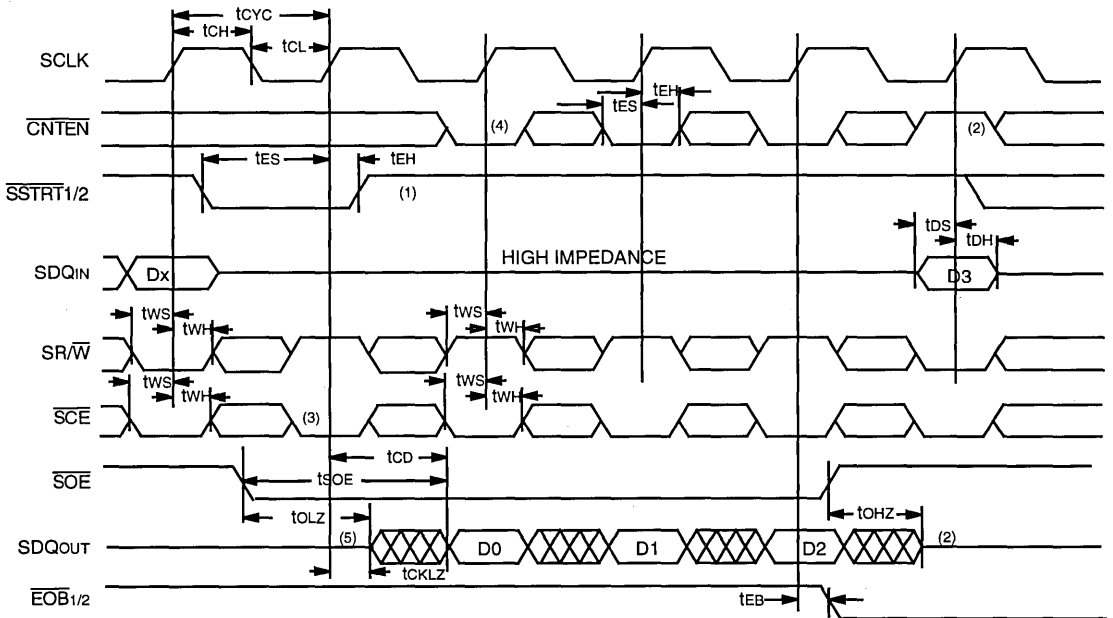 tCYC
tCH
tCL
SCLK
tES
tEH
CNTEN
(4)
(2)
tES
tEH
SSTRT1/2
(1)
tDS
tDH
SDQIN
Dx
HIGH IMPEDANCE
D3
tWS
tWH
tWS
tWH
SR/W
tWS
tWH
tWS
tWH
SCE
(3)
tCD
SOE
tSOE
tOLZ
tOHZ
SDQOUT
(5)
D0
D1
D2
(2)
tCKLZ
EOB1/2
tEB